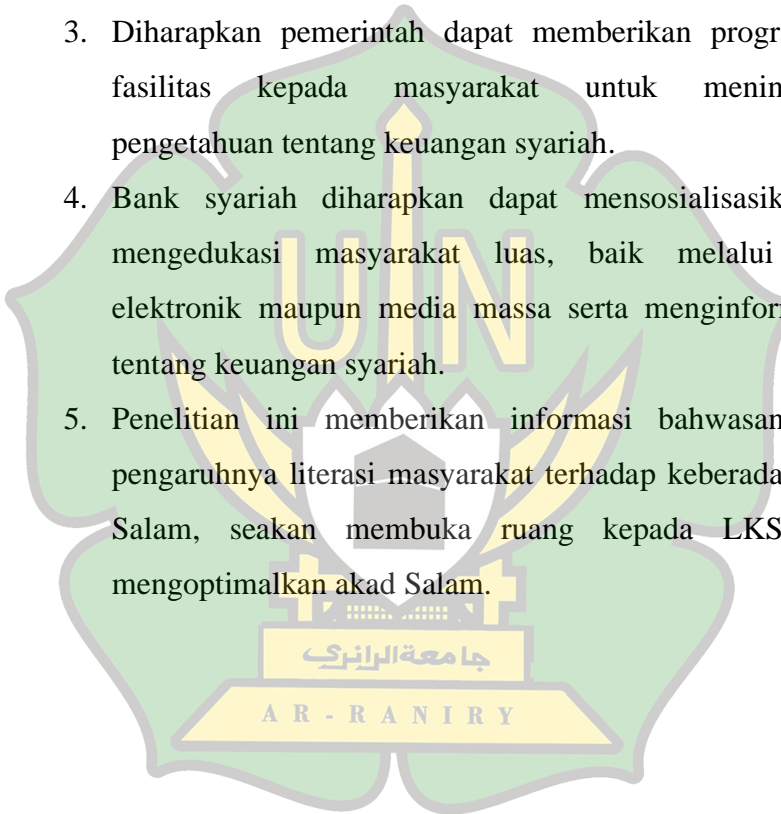 3. Diharapkan pemerintah dapat memberikan progr
fasilitas kepada masyarakat untuk menin
pengetahuan tentang keuangan syariah.
4. Bank syariah diharapkan dapat mensosialisasik
mengedukasi masyarakat luas, baik melalui
elektronik maupun media massa serta menginfor
tentang keuangan syariah.
5. Penelitian ini memberikan informasi bahwasan
pengaruhnya literasi masyarakat terhadap keberada
Salam, seakan membuka ruang kepada LKS
mengoptimalkan akad Salam.
UIN
جامعةالرانري
AR-RANIRY